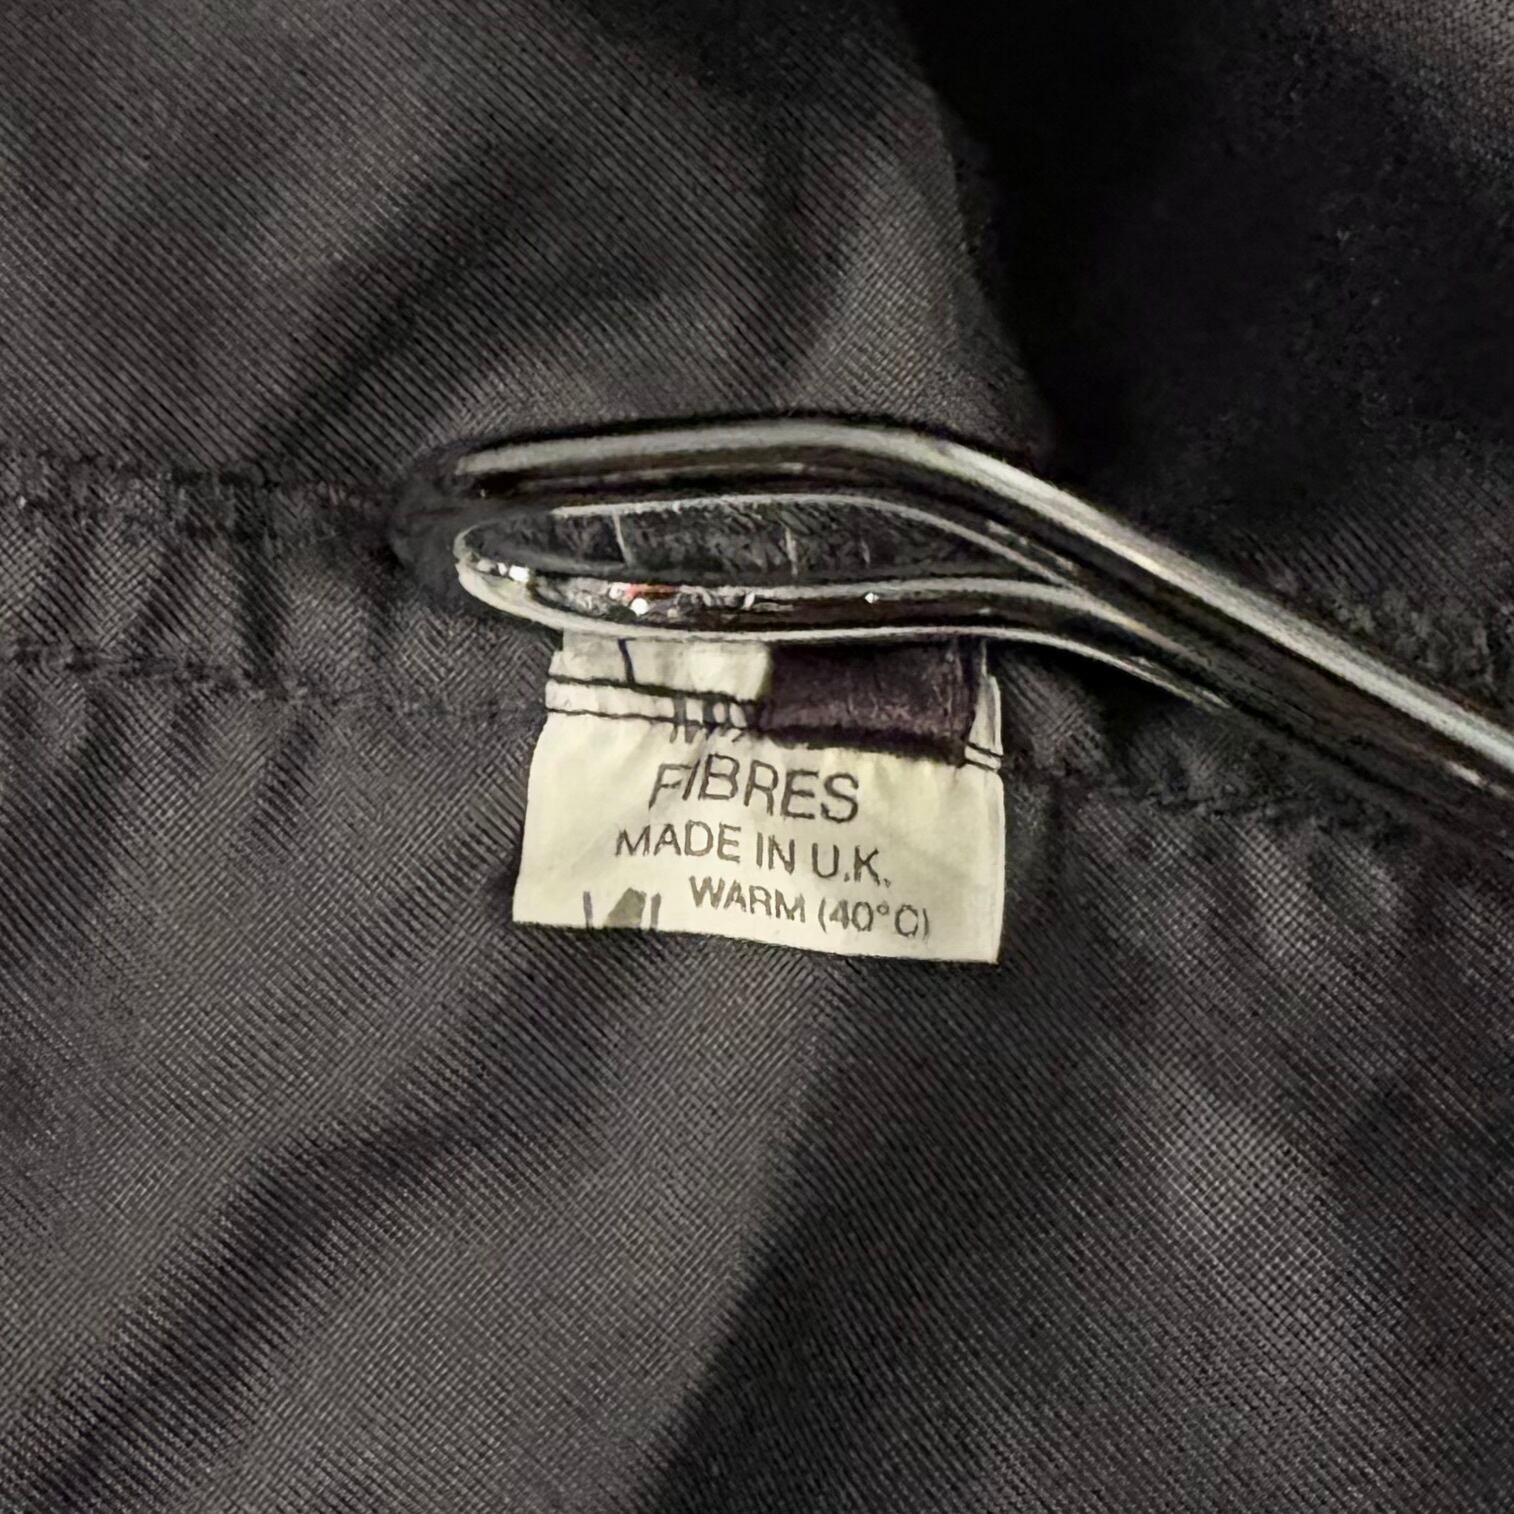 FIBRES
MADE IN U.K.
WARM (40°C)